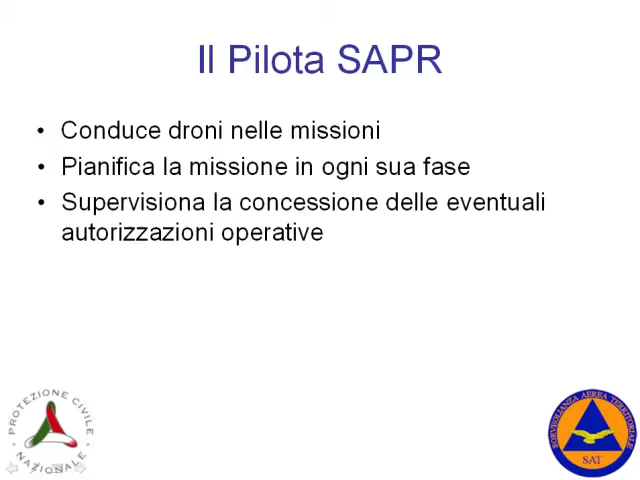 Il Pilota SAPR
• Conduce droni nelle missioni
• Pianifica la missione in ogni sua fase
• Supervisiona la concessione delle eventuali
autorizzazioni operative
PROTEZIONE CIVILE
NAZIONALE
SORVEGLIANZA AEREA TERRITORIALE
SAT